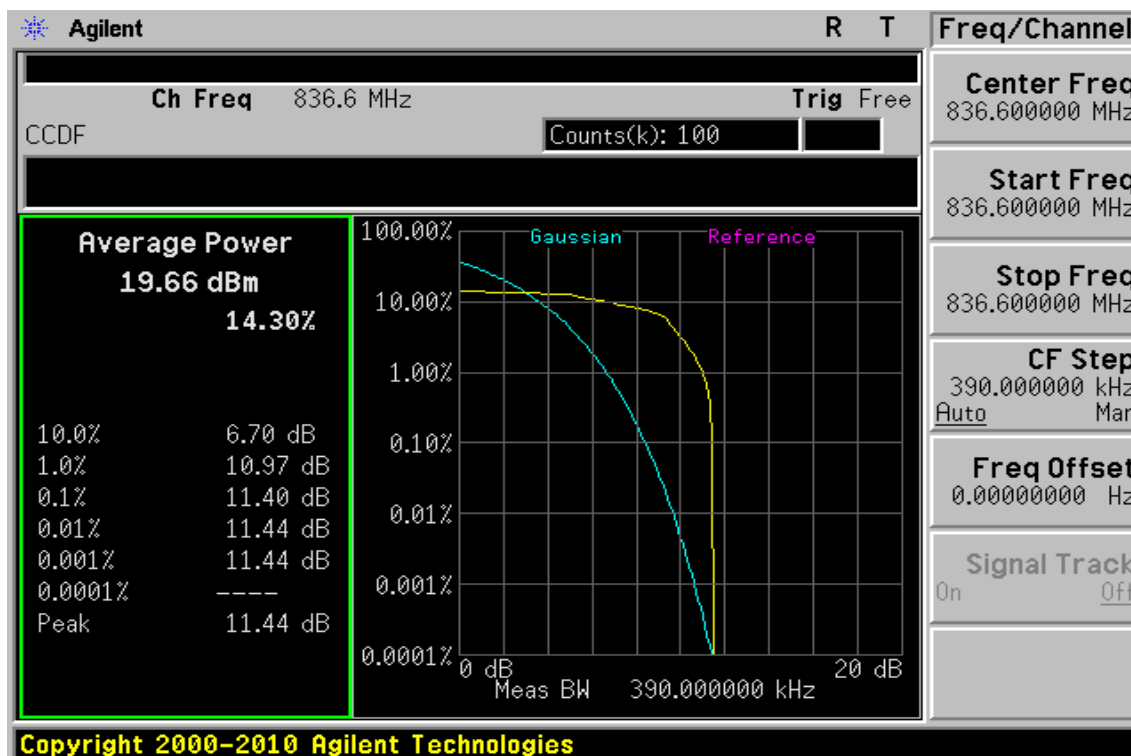 Agilent R T
Ch Freq 836.6 MHz Trig Free
CCDF Counts(k): 100
Average Power
19.66 dBm
14.30%
10.0% 6.70 dB
1.0% 10.97 dB
0.1% 11.40 dB
0.01% 11.44 dB
0.001% 11.44 dB
0.0001% ----
Peak 11.44 dB
Gaussian Reference
100.00%
10.00%
1.00%
0.10%
0.01%
0.001%
0.0001%
0 dB 20 dB
Meas BW 390.000000 kHz
Freq/Channel
Center Freq
836.600000 MHz
Start Freq
836.600000 MHz
Stop Freq
836.600000 MHz
CF Step
390.000000 kHz
Auto Man
Freq Offset
0.00000000 Hz
Signal Track
On Off
Copyright 2000-2010 Agilent Technologies